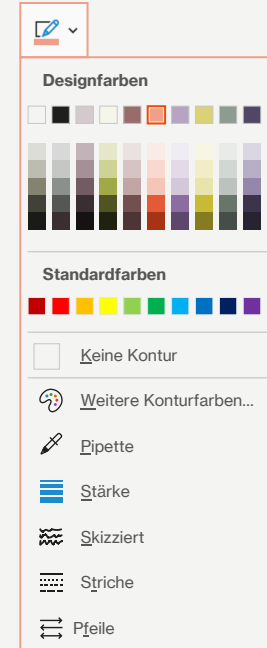 Designfarben
Standardfarben
Keine Kontur
Weitere Konturfarben...
Pipette
Stärke
Skizziert
Striche
Pfeile